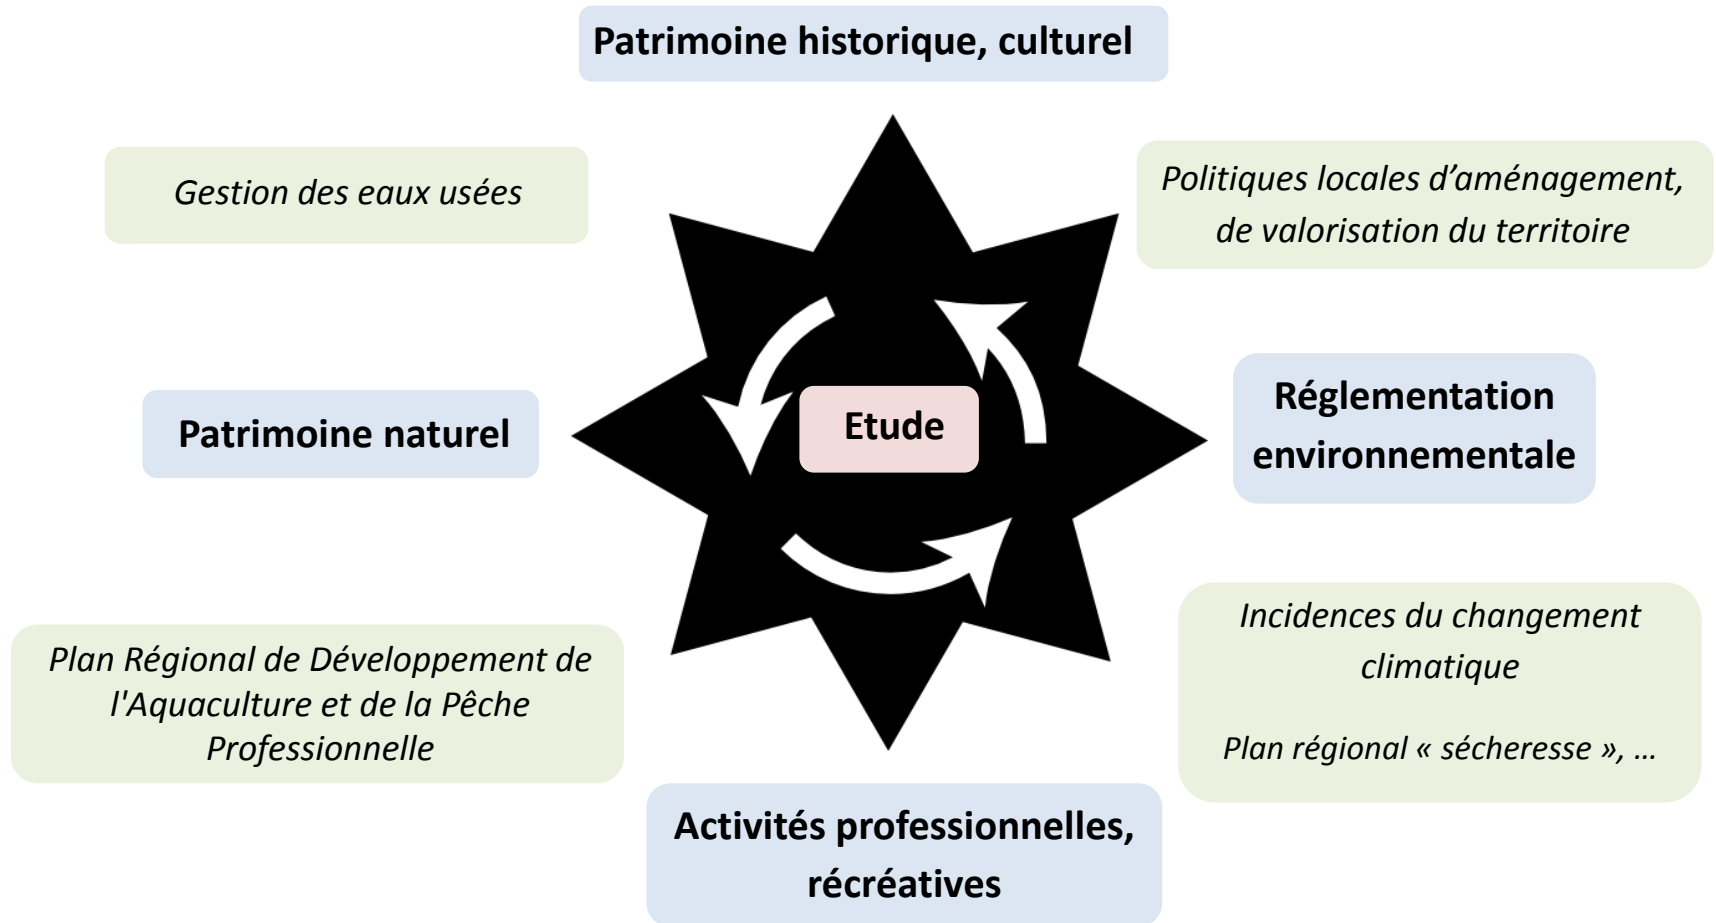 Patrimoine historique, culturel
Gestion des eaux usées
Politiques locales d’aménagement,
de valorisation du territoire
Patrimoine naturel
Etude
Réglementation
environnementale
Plan Régional de Développement de
l'Aquaculture et de la Pêche
Professionnelle
Incidences du changement
climatique
Plan régional « sécheresse », ...
Activités professionnelles,
récréatives